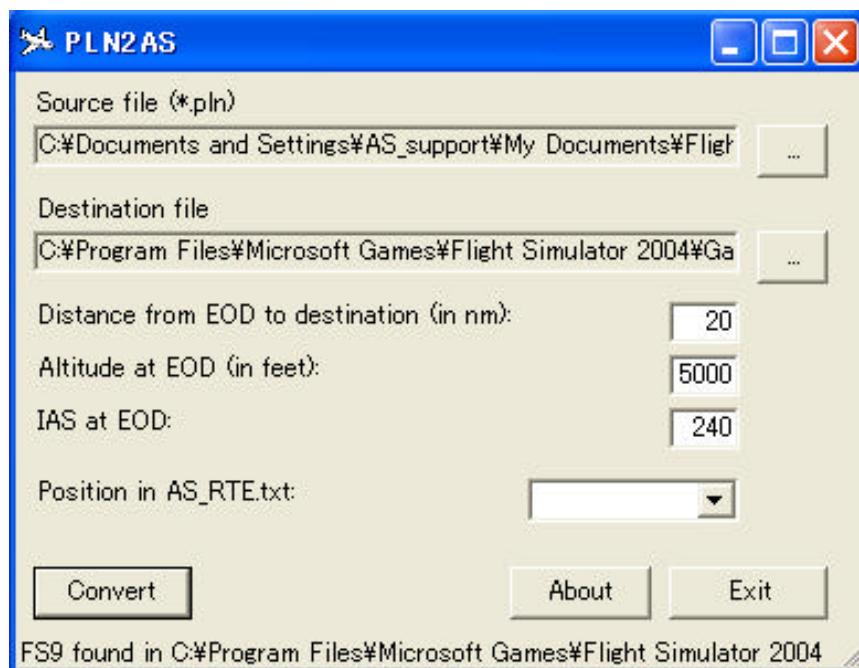 PLN2AS
Source file (*.pln)
C:¥Documents and Settings¥AS_support¥My Documents¥Fligh
...
Destination file
C:¥Program Files¥Microsoft Games¥Flight Simulator 2004¥Ga
...
Distance from EOD to destination (in nm): 20
Altitude at EOD (in feet): 5000
IAS at EOD: 240
Position in AS_RTE.txt:
Convert About Exit
FS9 found in C:¥Program Files¥Microsoft Games¥Flight Simulator 2004